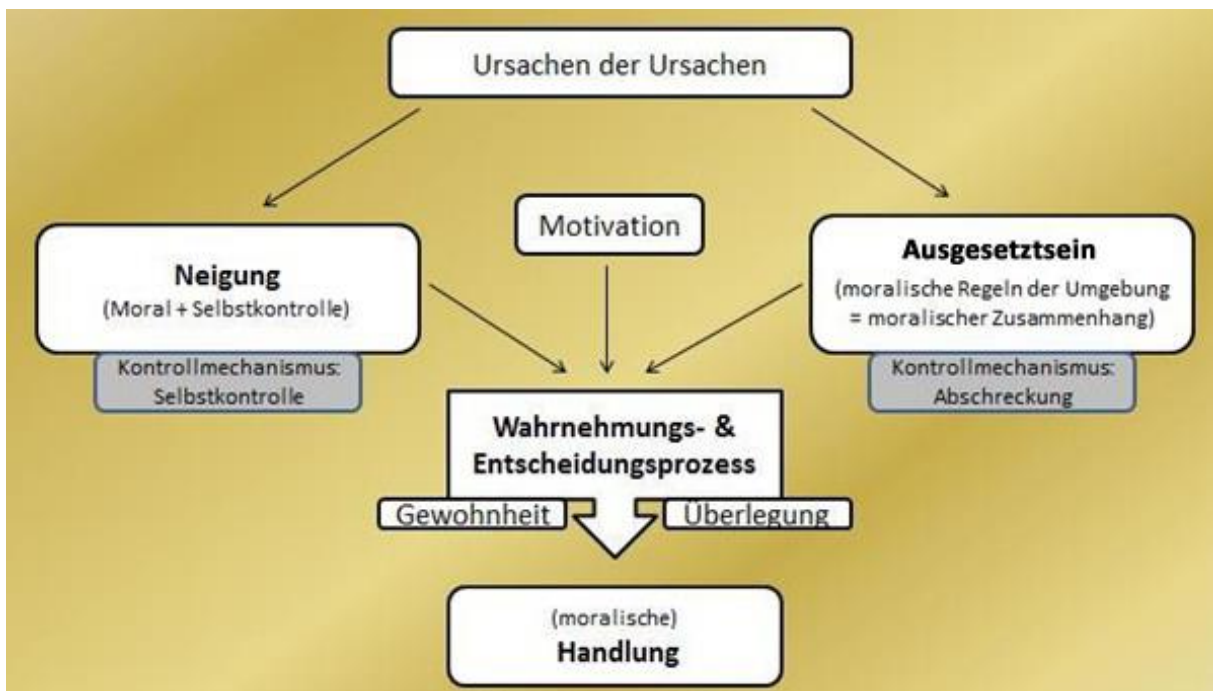 Ursachen der Ursachen
Motivation
Neigung
(Moral + Selbstkontrolle)
Kontrollmechanismus:
Selbstkontrolle
Ausgesetztsein
(moralische Regeln der Umgebung
= moralischer Zusammenhang)
Kontrollmechanismus:
Abschreckung
Wahrnehmungs- &
Entscheidungsprozess
Gewohnheit
Überlegung
(moralische)
Handlung